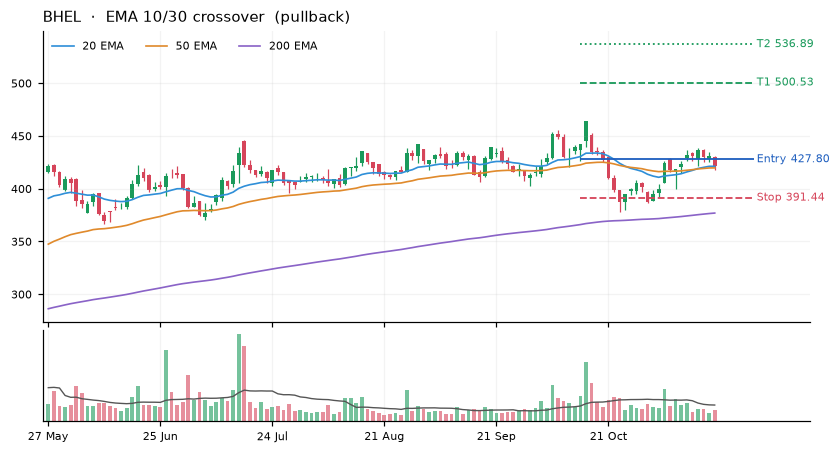 BHEL · EMA 10/30 crossover (pullback)
20 EMA 50 EMA 200 EMA
T2 536.89
T1 500.53
Entry 427.80
Stop 391.44
500
450
400
350
300
27 May 25 Jun 24 Jul 21 Aug 21 Sep 21 Oct